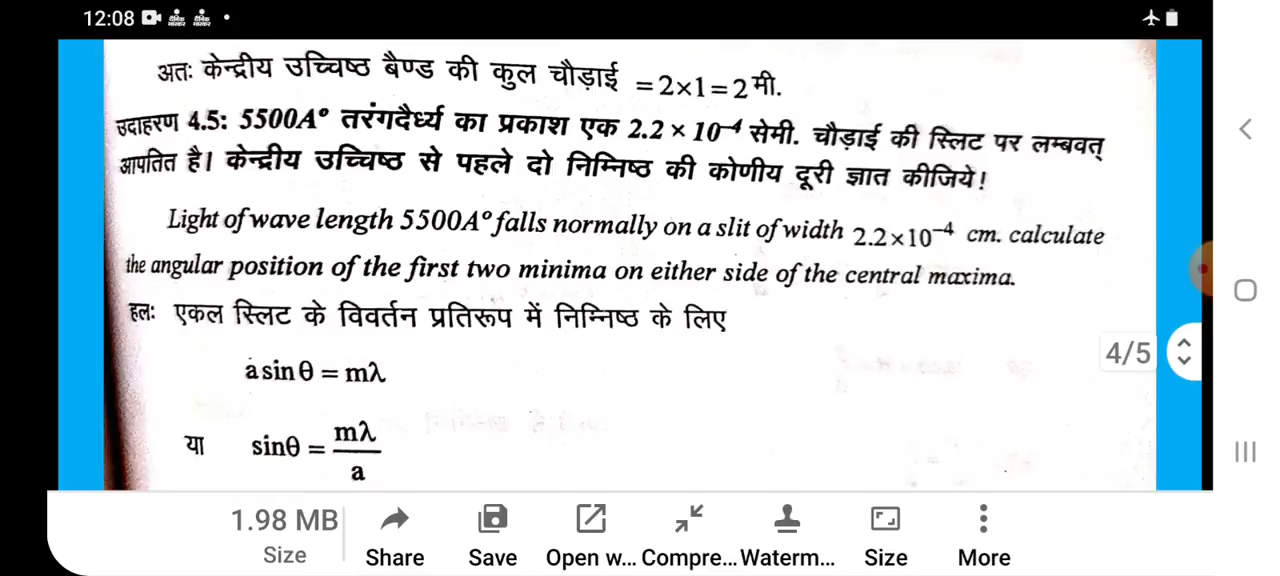 12:08
अतः केन्द्रीय उच्चिष्ठ बैण्ड की कुल चौड़ाई = 2×1 = 2 मी.
उदाहरण 4.5: 5500A° तरंगदैर्ध्य का प्रकाश एक 2.2 × 10⁻⁴ सेमी. चौड़ाई की स्लिट पर लम्बवत्
आपतित है। केन्द्रीय उच्चिष्ठ से पहले दो निम्निष्ठ की कोणीय दूरी ज्ञात कीजिये!
Light of wave length 5500A° falls normally on a slit of width 2.2×10⁻⁴ cm. calculate
the angular position of the first two minima on either side of the central maxima.
हलः एकल स्लिट के विवर्तन प्रतिरूप में निम्निष्ठ के लिए
a sin θ = mλ
4/5
या sinθ = mλ
a
1.98 MB
Size
Share
Save
Open w...
Compre...
Waterm...
Size
More